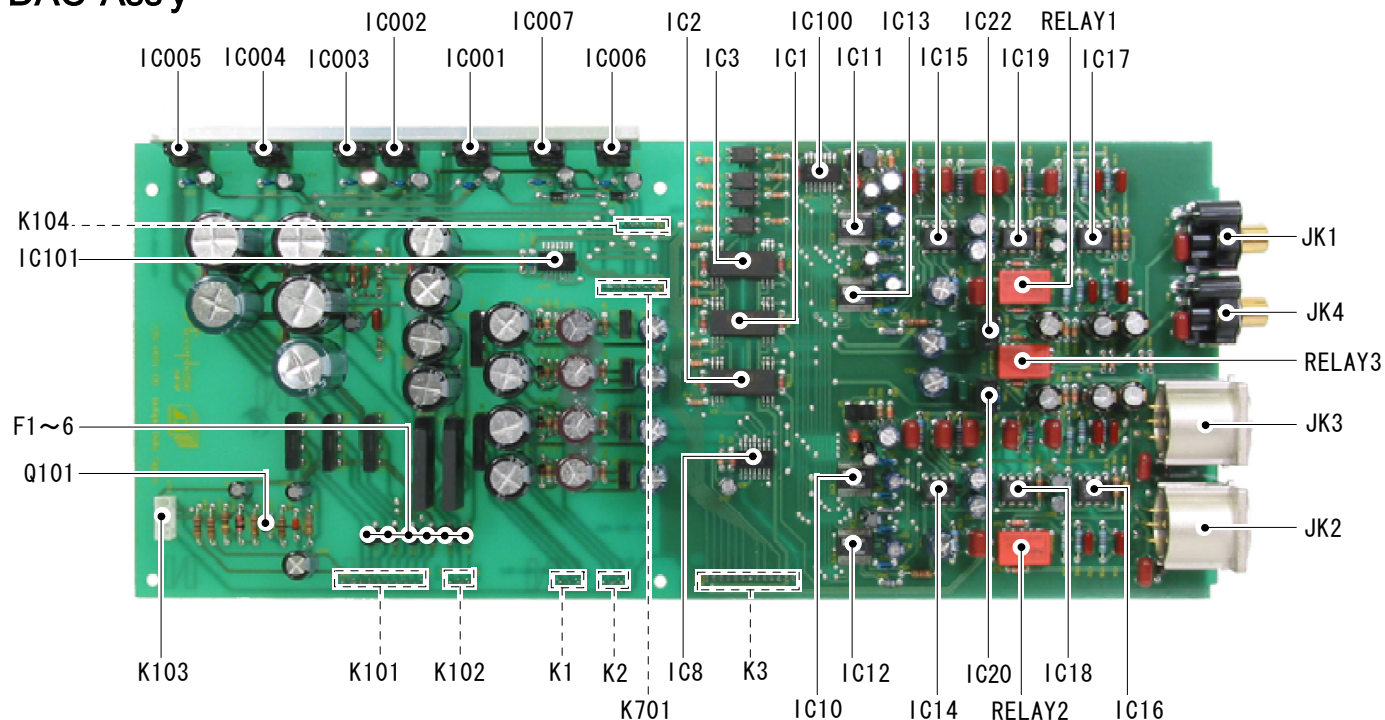 DAC Ass'y
IC002 IC007 IC2 IC100 IC13 IC22 RELAY1
IC005 IC004 IC003 IC001 IC006 IC3 IC1 IC11 IC15 IC19 IC17
K104
IC101
JK1
JK4
RELAY3
F1～6
JK3
Q101
JK2
K103 K101 K102 K1 K2 IC8 K3 IC12 IC20 IC18
K701 IC10 IC14 RELAY2 IC16